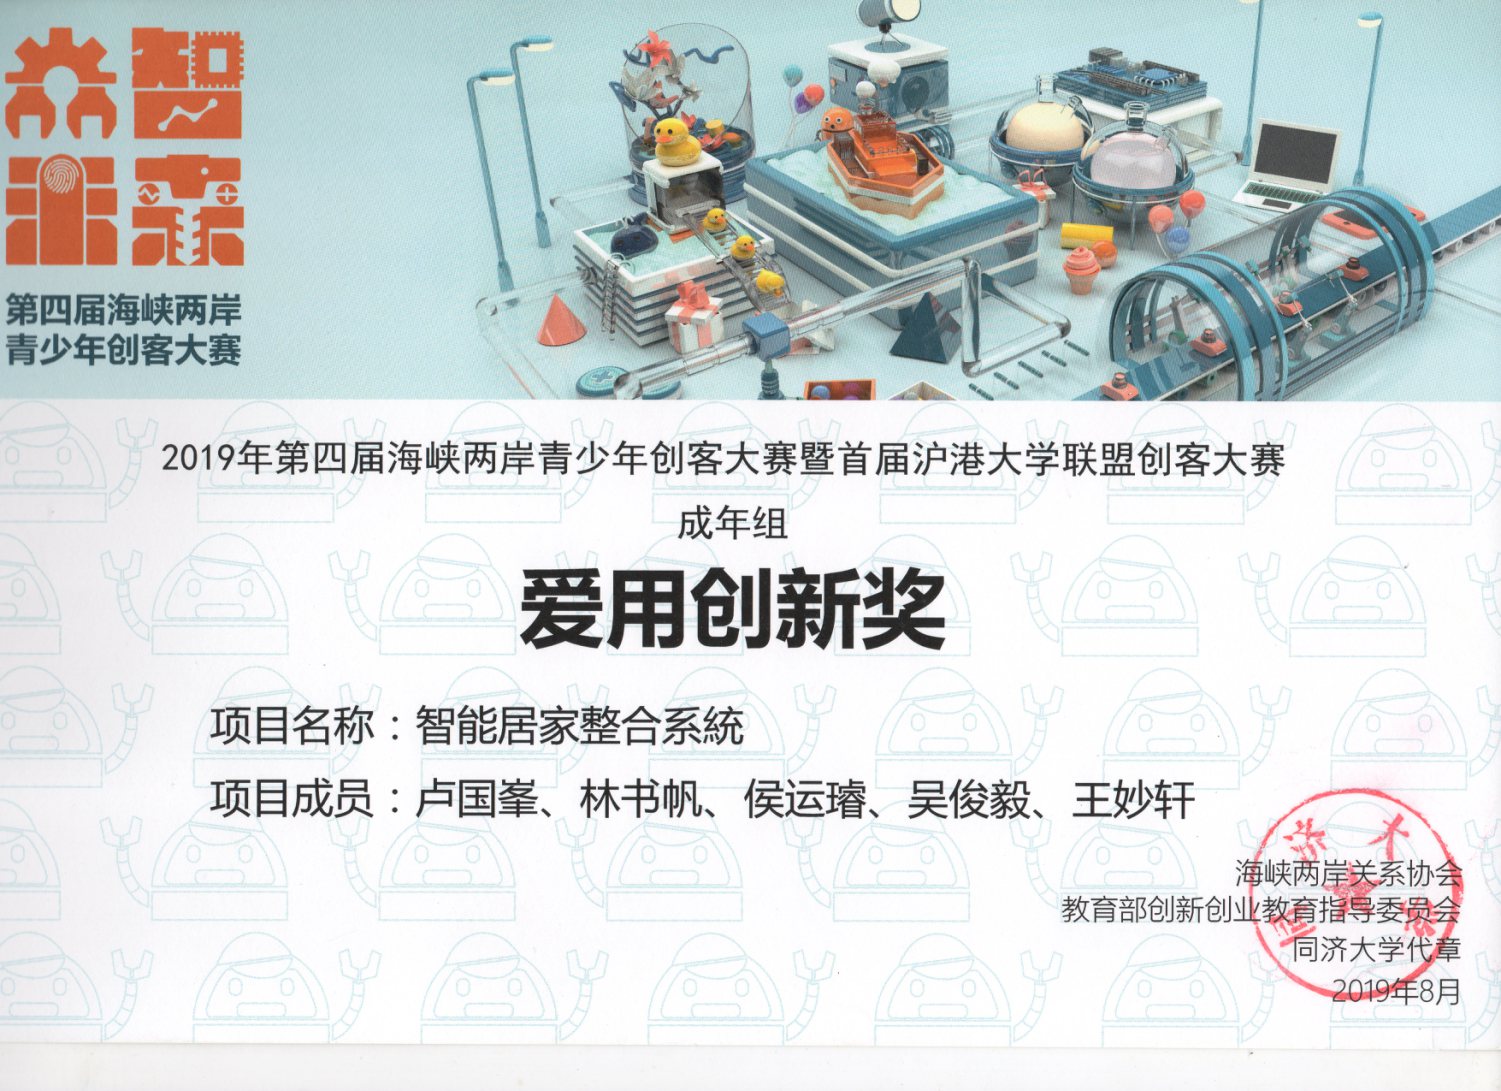 众智
创客
第四届海峡两岸
青少年创客大赛
2019年第四届海峡两岸青少年创客大赛暨首届沪港大学联盟创客大赛
成年组
爱用创新奖
项目名称：智能居家整合系統
项目成员：卢国峯、林书帆、侯运璿、吴俊毅、王妙轩
海峡两岸关系协会
教育部创新创业教育指导委员会
同济大学代章
2019年8月
同济大学